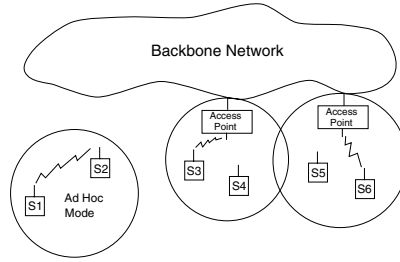 Backbone Network
Access
Point
Access
Point
S3
S4
S5
S6
S2
S1
Ad Hoc
Mode